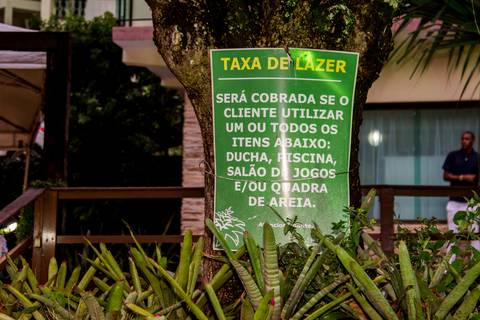 TAXA DE LAZER
SERÁ COBRADA SE O
CLIENTE UTILIZAR
UM OU TODOS OS
ITENS ABAIXO:
DUCHA, PISCINA,
SALÃO DE JOGOS
E/OU QUADRA
DE AREIA.